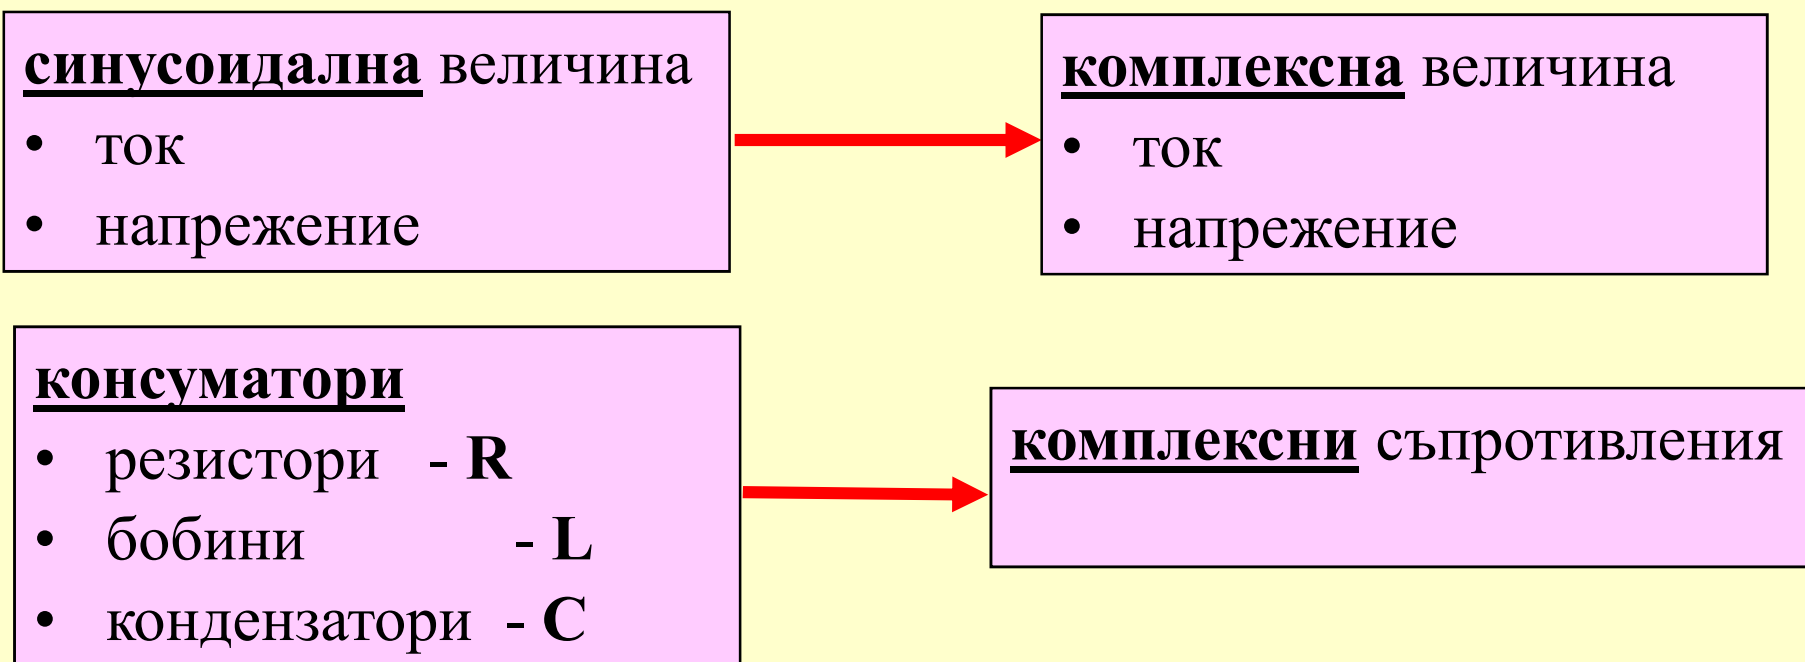 синусоидална величина
• ток
• напрежение
комплексна величина
• ток
• напрежение
консуматори
• резистори - R
• бобини - L
• кондензатори - C
комплексни съпротивления